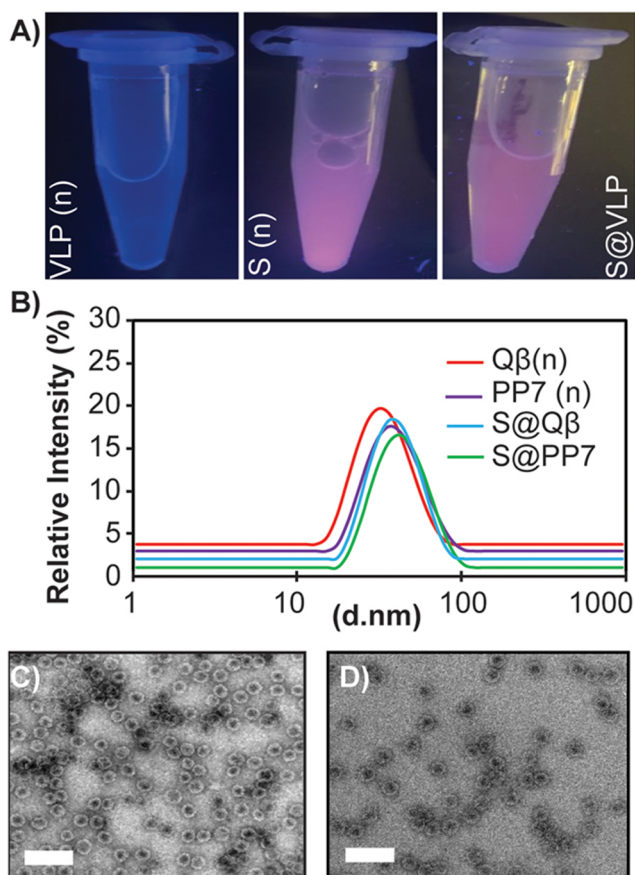 A)
VLP (n)
S (n)
S@VLP
B)
Relative Intensity (%)
30
25
20
15
10
5
0
Qβ(n)
PP7 (n)
S@Qβ
S@PP7
1
10
100
1000
(d.nm)
C)
D)